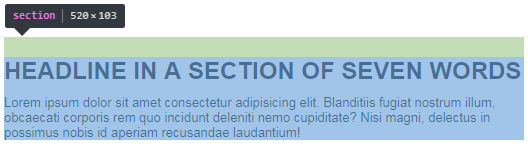 section | 520 × 103
HEADLINE IN A SECTION OF SEVEN WORDS
Lorem ipsum dolor sit amet consectetur adipisicing elit. Blanditiis fugiat nostrum illum,
obcaecati corporis rem quo incidunt deleniti nemo cupiditate? Nisi magni, delectus in
possimus nobis id aperiam recusandae laudantium!